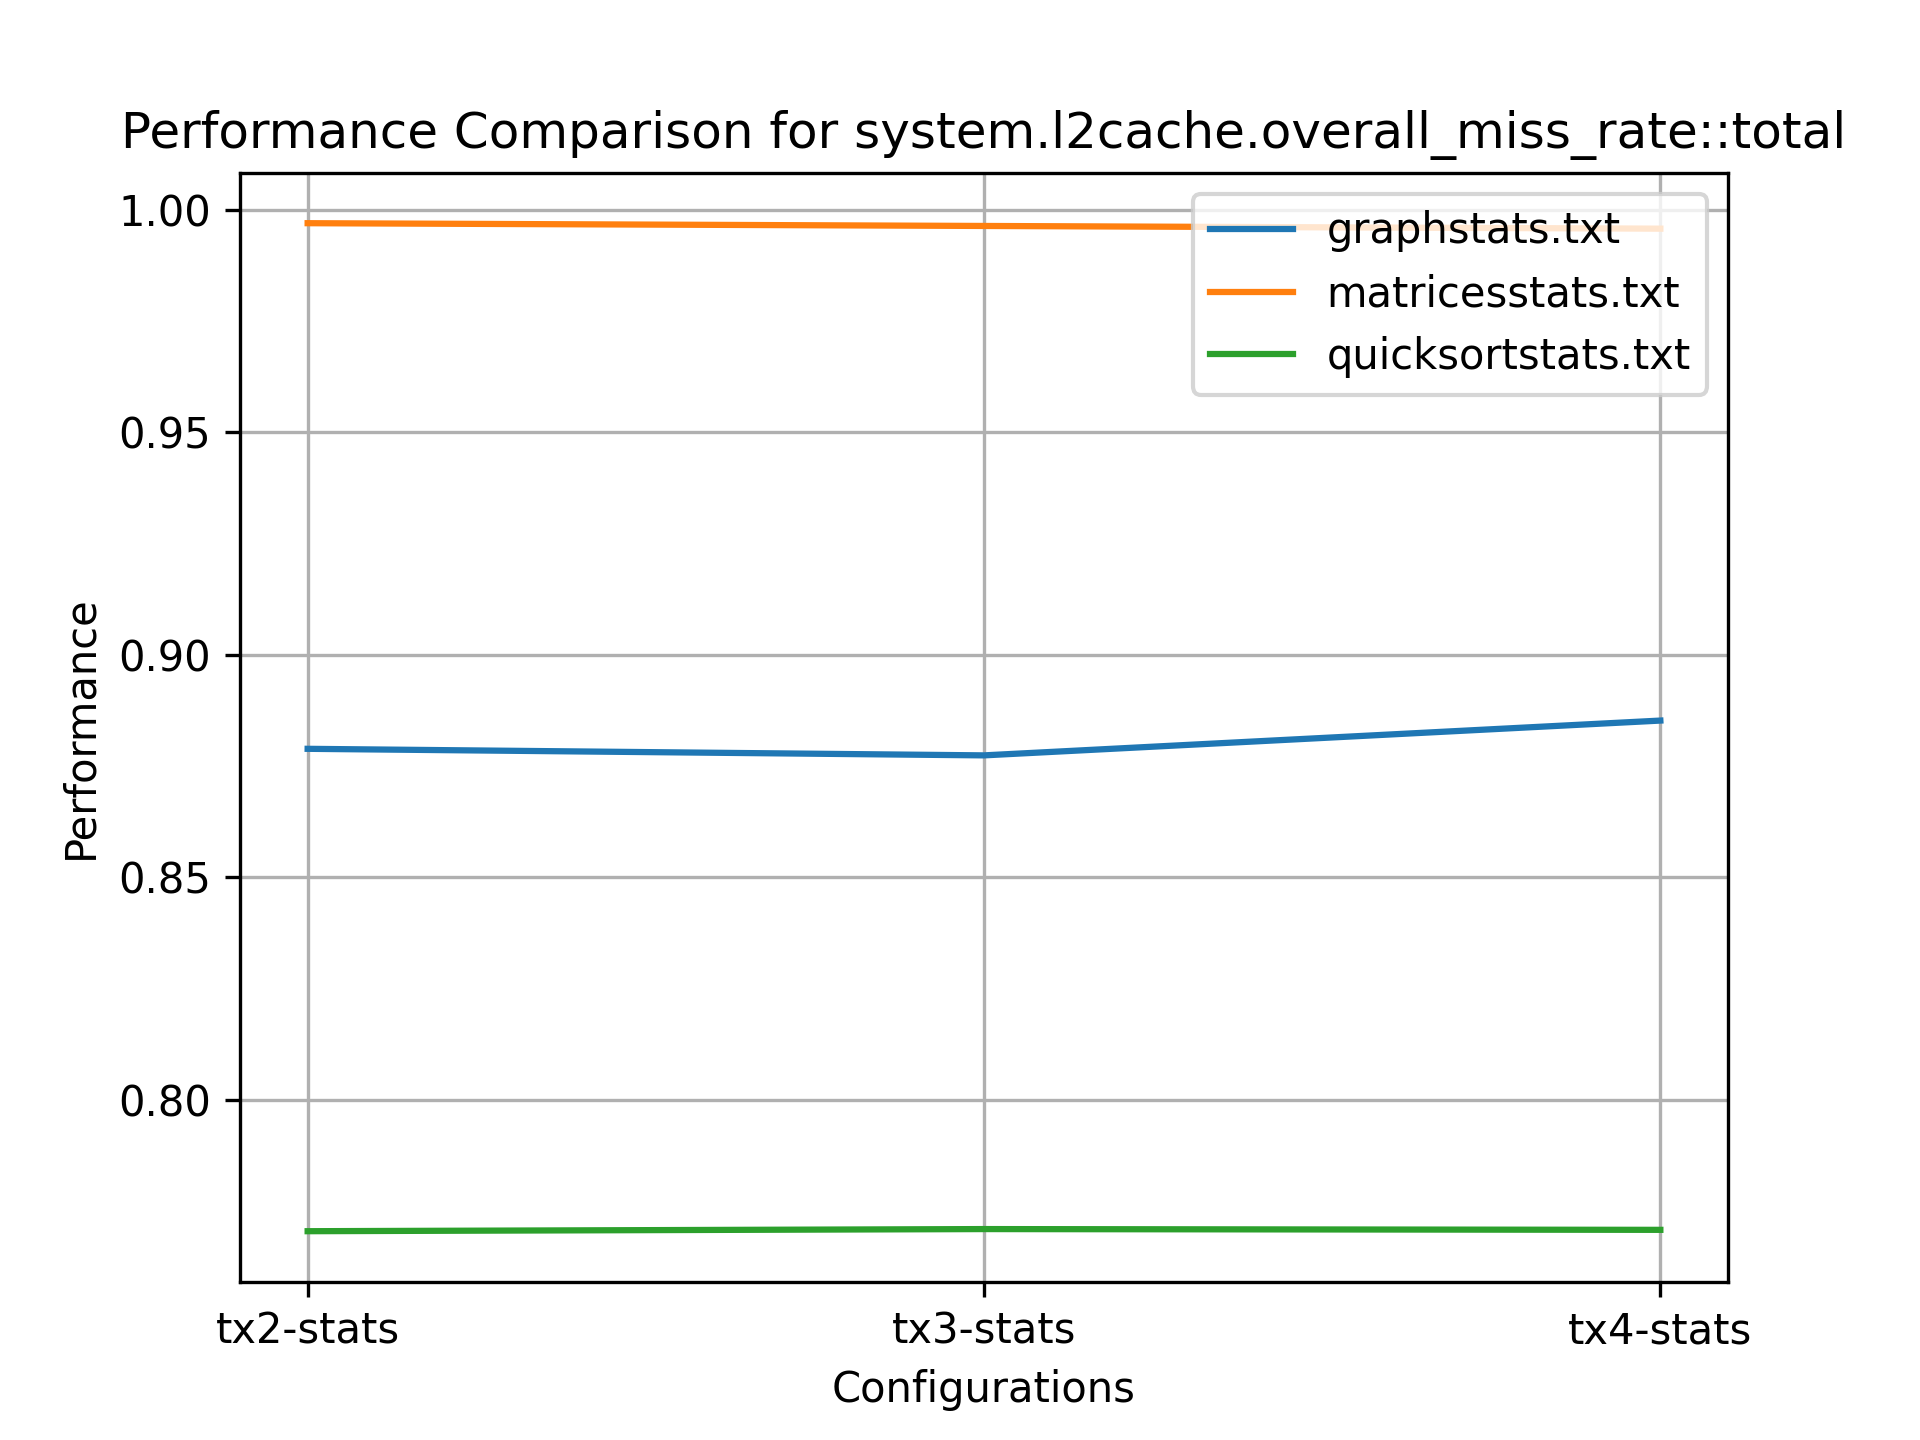 Performance Comparison for system.l2cache.overall_miss_rate::total
1.00
0.95
0.90
0.85
0.80
Performance
graphstats.txt
matricesstats.txt
quicksortstats.txt
tx2-stats
tx3-stats
tx4-stats
Configurations